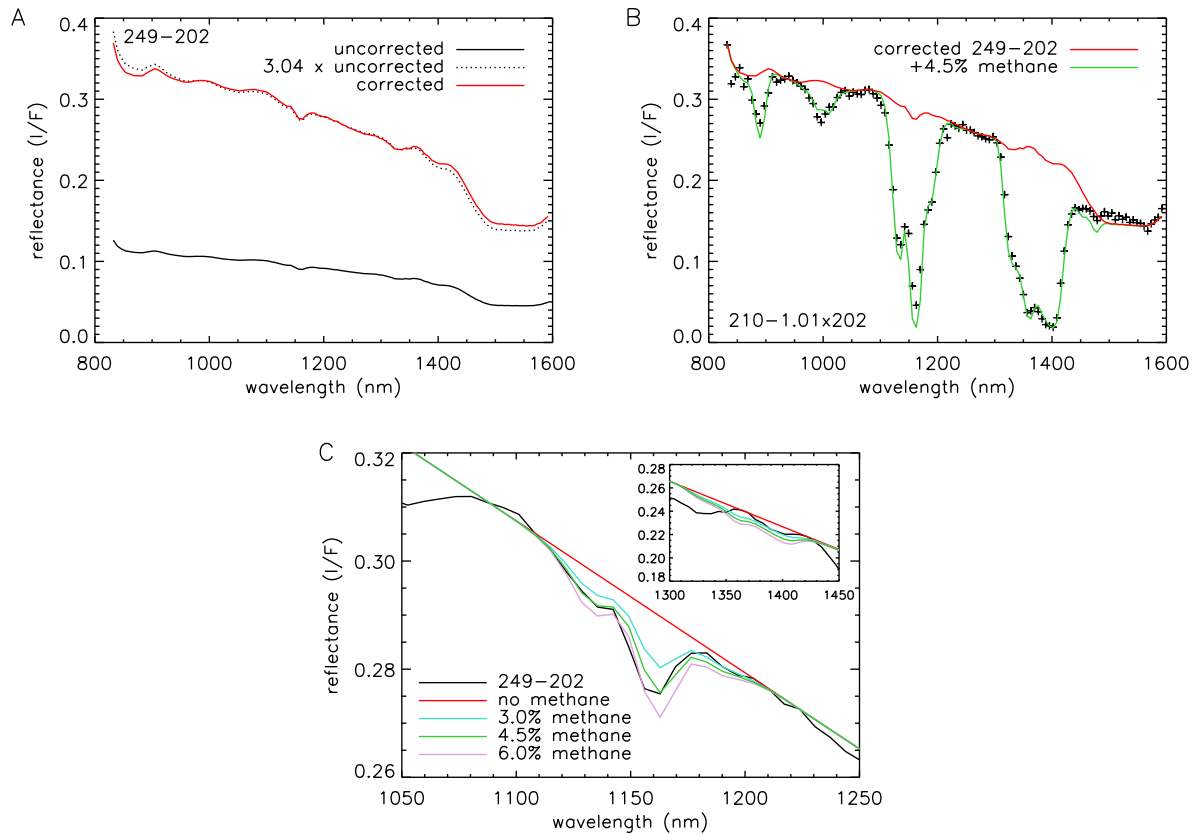 A
249-202
uncorrected
3.04 x uncorrected
corrected
0.4
0.3
0.2
0.1
0.0
reflectance (I/F)
800 1000 1200 1400 1600
wavelength (nm)
B
corrected 249-202
+4.5% methane
0.4
0.3
0.2
0.1
0.0
reflectance (I/F)
210-1.01x202
800 1000 1200 1400 1600
wavelength (nm)
C
0.32
0.30
0.28
0.26
reflectance (I/F)
0.28
0.26
0.24
0.22
0.20
0.18
1300 1350 1400 1450
249-202
no methane
3.0% methane
4.5% methane
6.0% methane
1050 1100 1150 1200 1250
wavelength (nm)